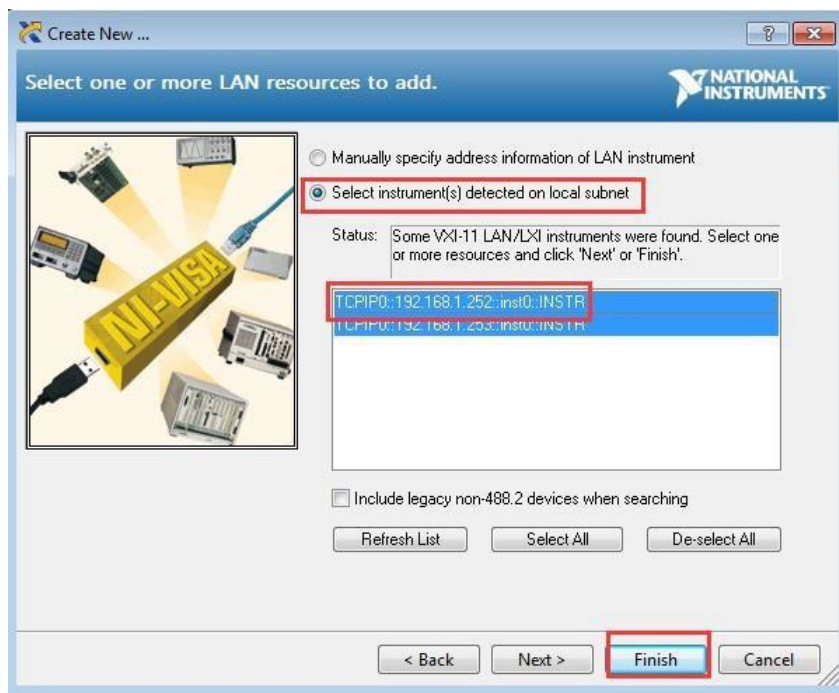 Create New ...
Select one or more LAN resources to add.
NATIONAL
INSTRUMENTS
Manually specify address information of LAN instrument
Select instrument(s) detected on local subnet
Status: Some VXI-11 LAN/LXI instruments were found. Select one
or more resources and click 'Next' or 'Finish'.
NI-VISA
TCPIP0::192.168.1.252::inst0::INSTR
TCPIP0::192.168.1.253::inst0::INSTR
Include legacy non-488.2 devices when searching
Refresh List Select All De-select All
< Back Next > Finish Cancel